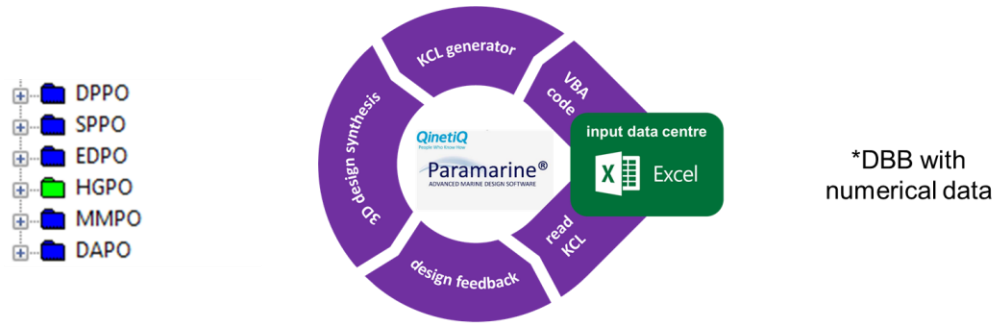 DPPO
SPPO
EDPO
HGPO
MMPO
DAPO
KCL generator
VBA
code
3D design synthesis
QinetiQ
People Who Know How
Paramarine®
ADVANCED MARINE DESIGN SOFTWARE
input data centre
X Excel
read
KCL
design feedback
*DBB with
numerical data